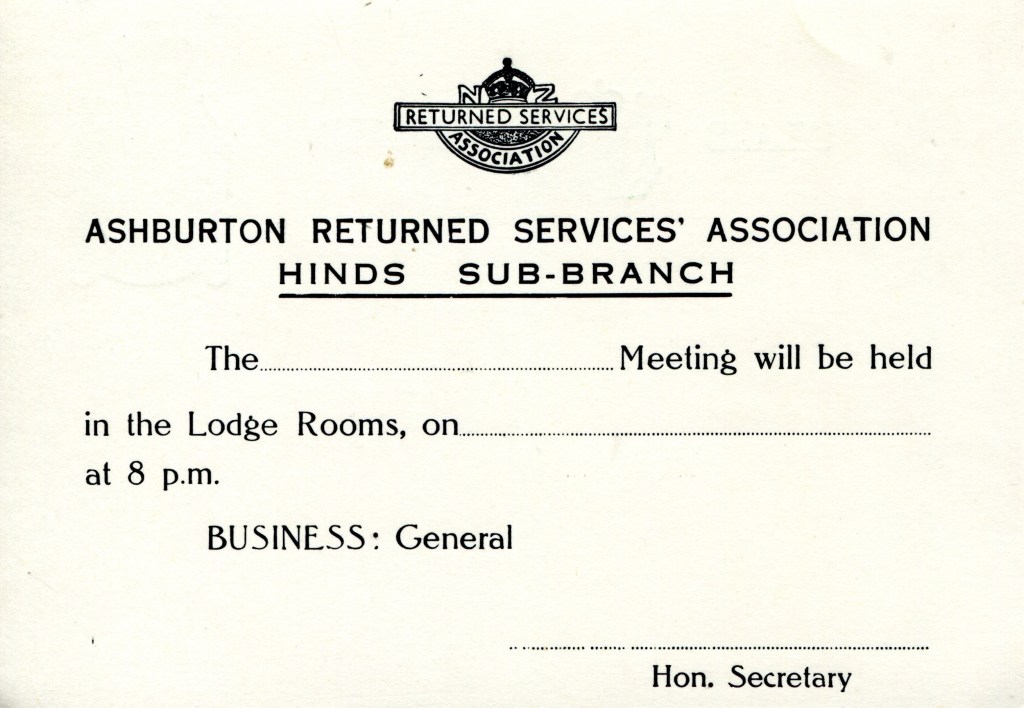 N Z
RETURNED SERVICES
ASSOCIATION
ASHBURTON RETURNED SERVICES' ASSOCIATION
HINDS SUB-BRANCH
The............................Meeting will be held
in the Lodge Rooms, on............................
at 8 p.m.
BUSINESS: General
............................
Hon. Secretary